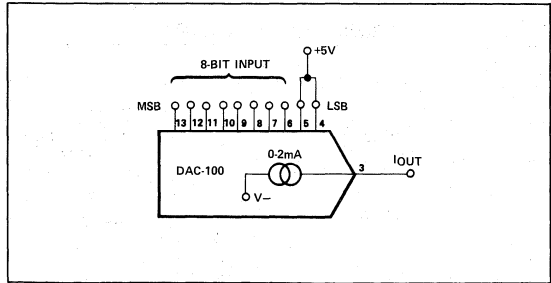 +5V
8-BIT INPUT
MSB
LSB
13 12 11 10 9 8 7 6 5 4
DAC-100
0-2mA
3
IOUT
V−